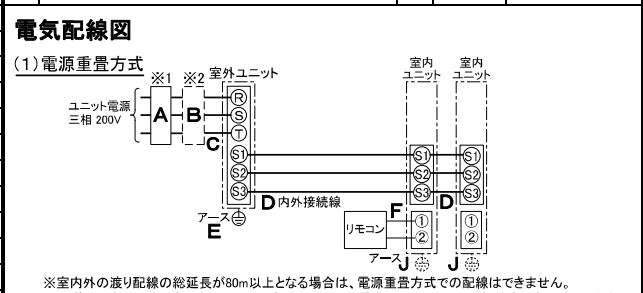 電気配線図
(1)電源重畳方式
※1 ※2 室外ユニット
室内ユニット
室内ユニット
ユニット電源
三相 200V
A
B
C
R
S
T
S1
S2
S3
S1
S2
S3
S1
S2
S3
D 内外接続線
D
アース
E
リモコン
F
①
②
①
②
アース J
J
※室内外の渡り配線の総延長が80m以上となる場合は、電源重畳方式での配線はできません。